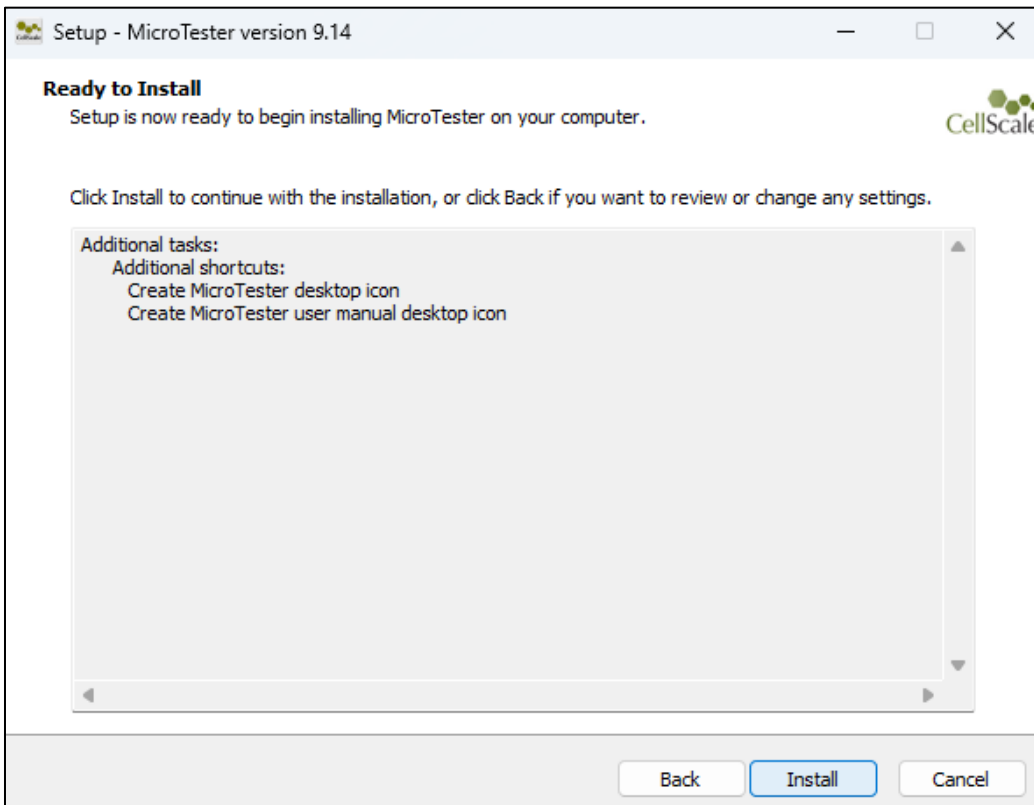 Setup - MicroTester version 9.14
Ready to Install
Setup is now ready to begin installing MicroTester on your computer.
CellScale
Click Install to continue with the installation, or click Back if you want to review or change any settings.
Additional tasks:
Additional shortcuts:
Create MicroTester desktop icon
Create MicroTester user manual desktop icon
Back
Install
Cancel